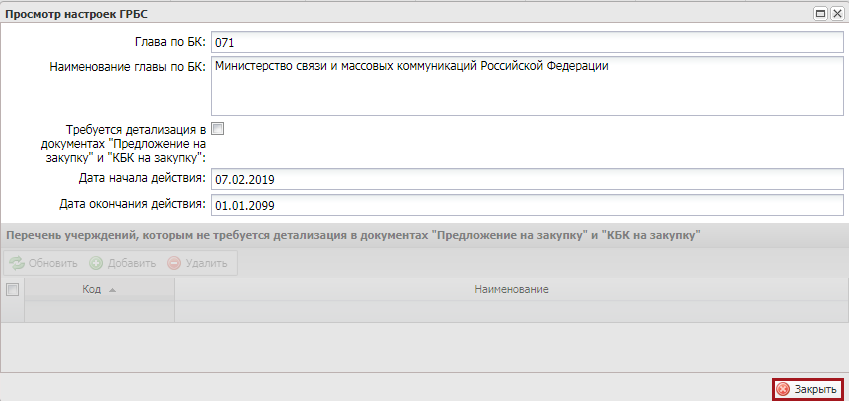 Просмотр настроек ГРБС
Глава по БК: 071
Наименование главы по БК: Министерство связи и массовых коммуникаций Российской Федерации
Требуется детализация в
документах "Предложение на
закупку" и "КБК на закупку":
Дата начала действия: 07.02.2019
Дата окончания действия: 01.01.2099
Перечень учерждений, которым не требуется детализация в документах "Предложение на закупку" и "КБК на закупку"
Обновить Добавить Удалить
Код Наименование
Закрыть